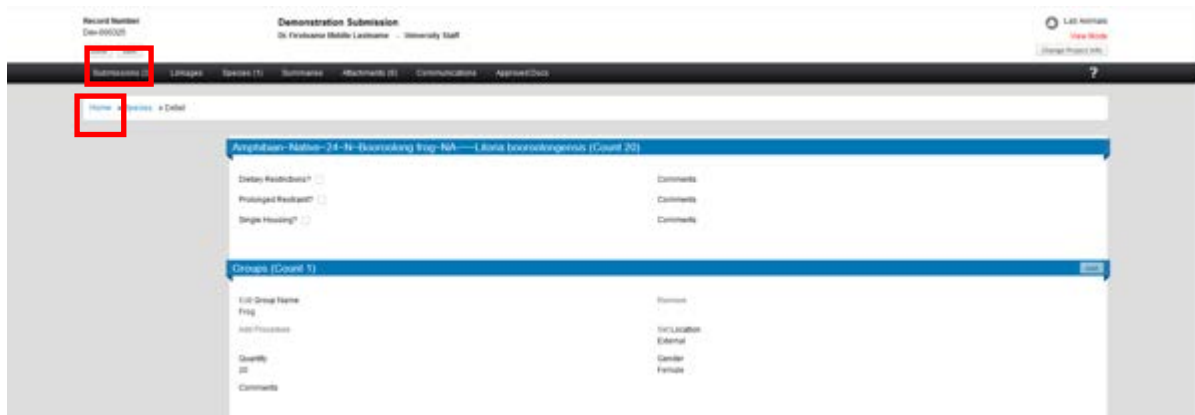 Record Number
Dev-000325
Demonstration Submission
Dr Firstname Middle Lastname - University Staff
Lab Animals
View Mode
Change Project Info
Submissions Linkages Species (1) Summaries Attachments (0) Communications Approved Docs ?
Home » Species » Detail
Amphibian-Native-24-N-Booroolong frog-NA----Litoria booroolongensis (Count 20)
Dietary Restrictions? Comments
Prolonged Restraint? Comments
Single Housing? Comments
Groups (Count 1)
Edit Group Name Remove
Frog
Add Procedure Location
External
Quantity Gender
20 Female
Comments